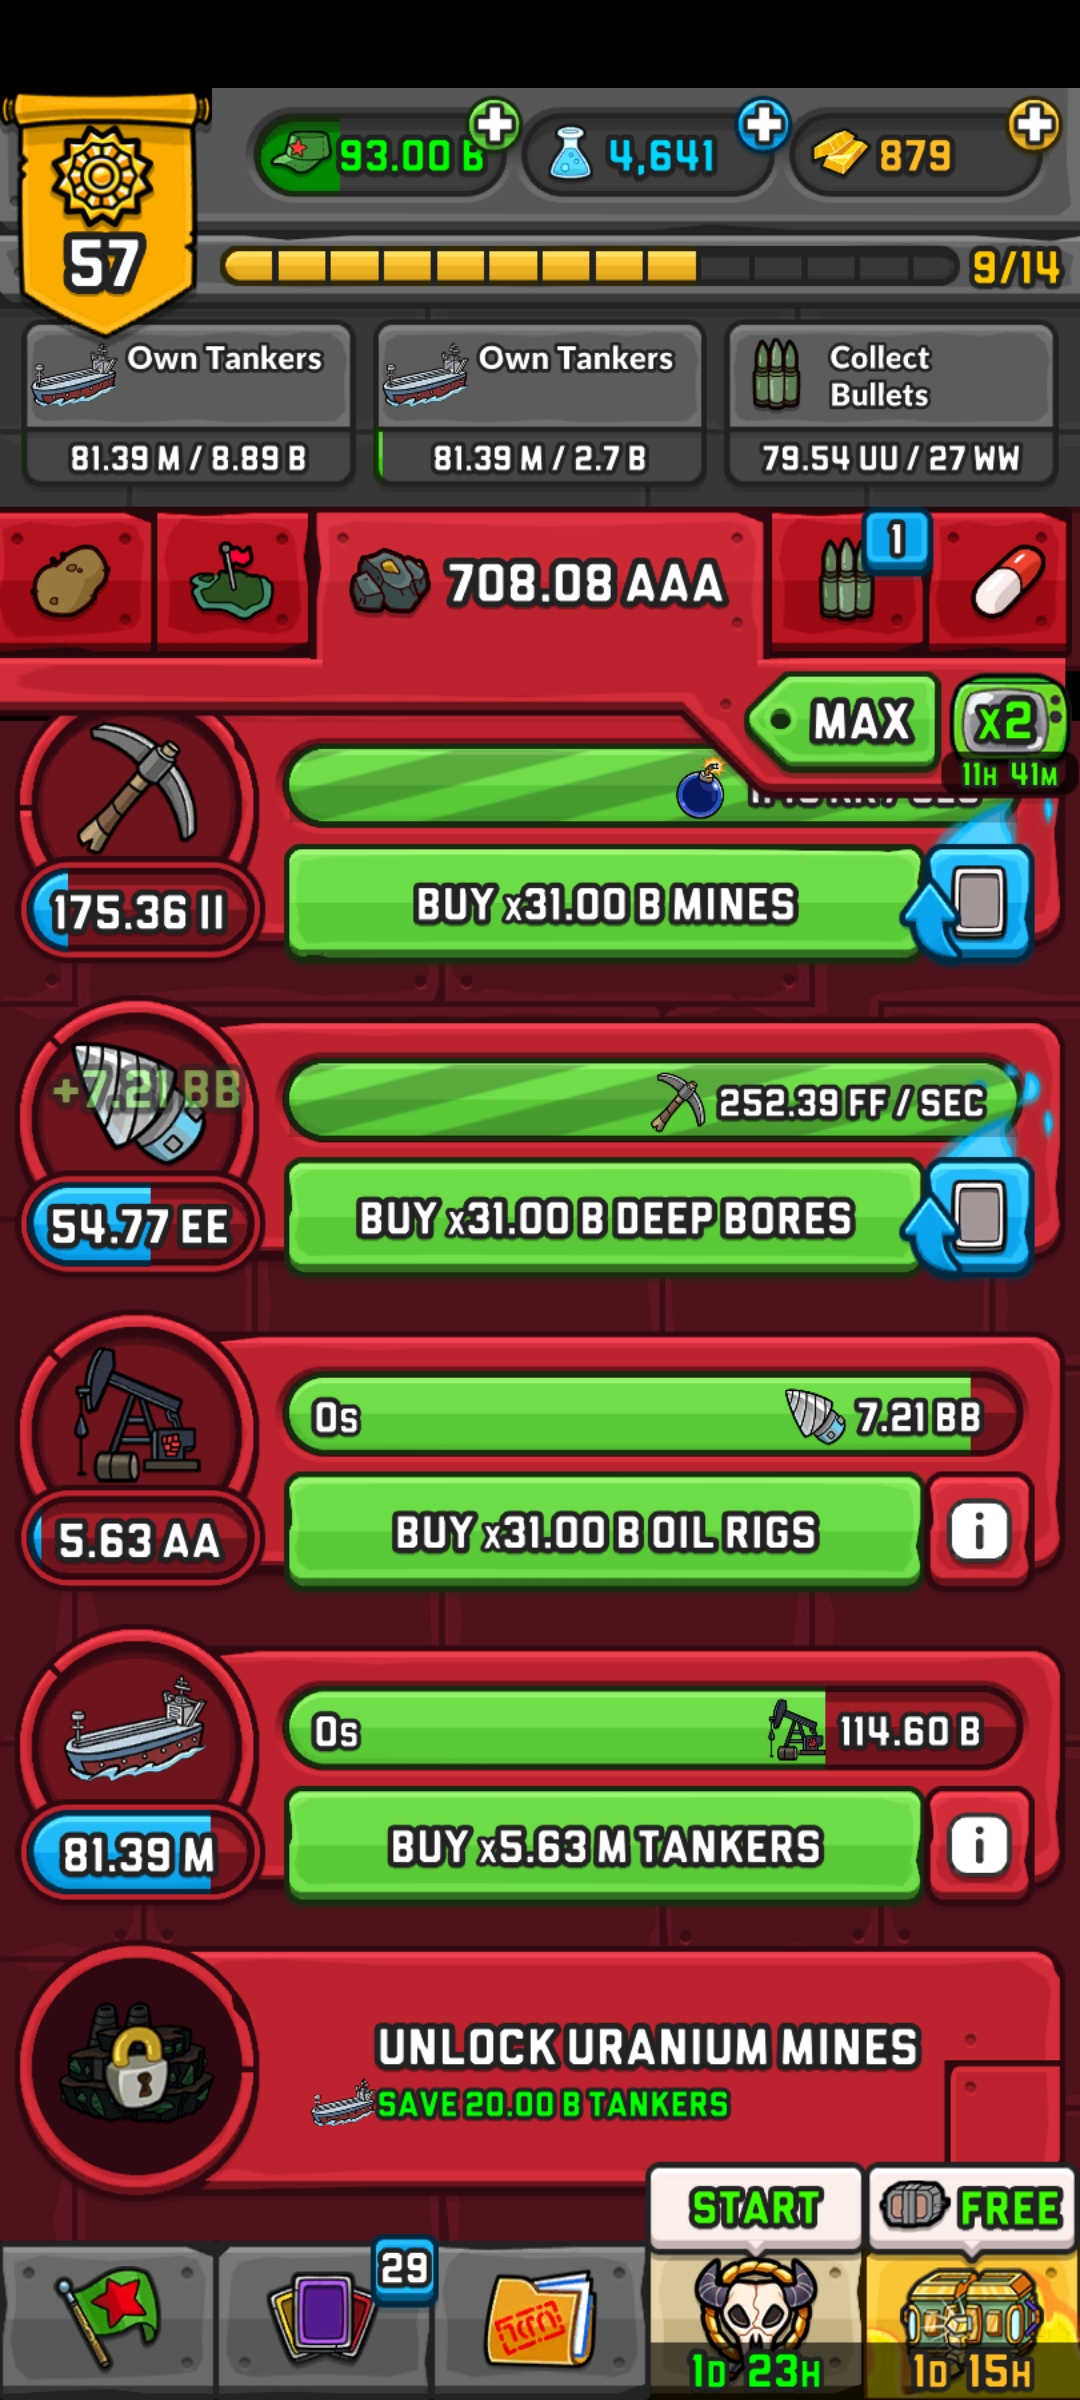 93.00 B
4,641
879
57
9/14
Own Tankers
81.39 M / 8.89 B
Own Tankers
81.39 M / 2.7 B
Collect
Bullets
79.54 UU / 27 WW
708.08 AAA
1
MAX
x2
11H 41M
175.36 II
BUY x31.00 B MINES
+7.21 BB
252.39 FF / SEC
54.77 EE
BUY x31.00 B DEEP BORES
0s
7.21 BB
5.63 AA
BUY x31.00 B OIL RIGS
i
0s
114.60 B
81.39 M
BUY x5.63 M TANKERS
i
UNLOCK URANIUM MINES
SAVE 20.00 B TANKERS
START
FREE
29
1D 23H
1D 15H